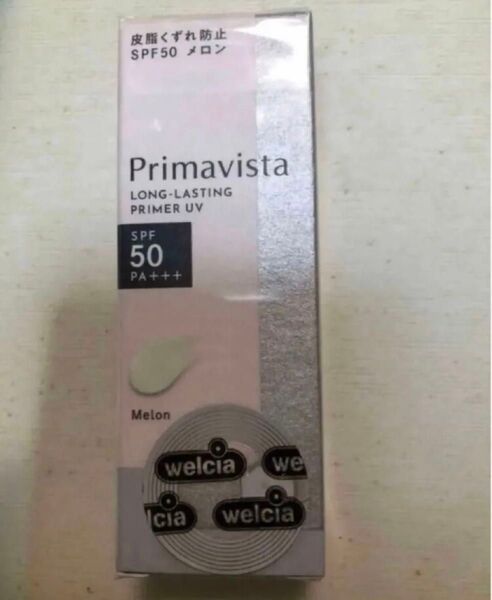 皮脂くずれ防止
SPF50 メロン
Primavista
LONG-LASTING
PRIMER UV
SPF
50
PA+++
Melon
welcia we
lcia welcia